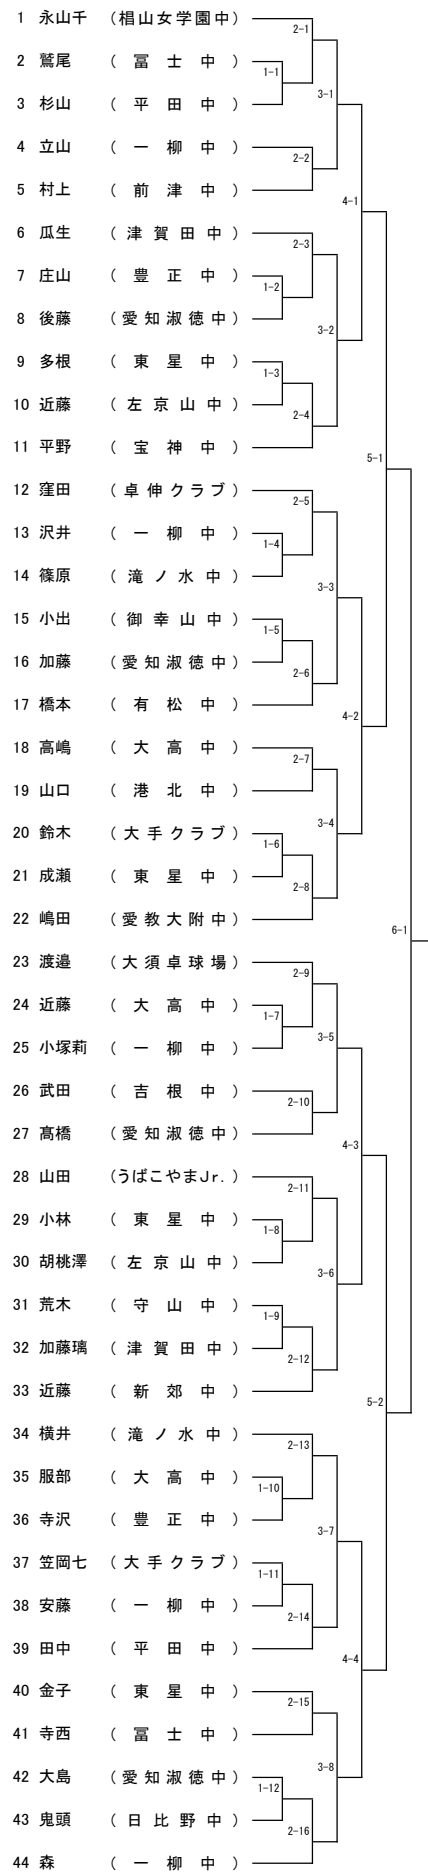 1 永山千 (椙山女学園中)
2-1
2 鷲尾 (冨士中)
1-1
3 杉山 (平田中)
3-1
4 立山 (一柳中)
2-2
5 村上 (前津中)
4-1
6 瓜生 (津賀田中)
2-3
7 庄山 (豊正中)
1-2
8 後藤 (愛知淑徳中)
3-2
9 多根 (東星中)
1-3
10 近藤 (左京山中)
2-4
11 平野 (宝神中)
5-1
12 窪田 (卓伸クラブ)
2-5
13 沢井 (一柳中)
1-4
14 篠原 (滝ノ水中)
3-3
15 小出 (御幸山中)
1-5
16 加藤 (愛知淑徳中)
2-6
17 橋本 (有松中)
4-2
18 高嶋 (大高中)
2-7
19 山口 (港北中)
3-4
20 鈴木 (大手クラブ)
1-6
21 成瀬 (東星中)
2-8
22 嶋田 (愛教大附中)
6-1
23 渡邉 (大須卓球場)
2-9
24 近藤 (大高中)
1-7
25 小塚莉 (一柳中)
3-5
26 武田 (吉根中)
2-10
27 髙橋 (愛知淑徳中)
4-3
28 山田 (うばこやまJr.)
2-11
29 小林 (東星中)
1-8
30 胡桃澤 (左京山中)
3-6
31 荒木 (守山中)
1-9
32 加藤璃 (津賀田中)
2-12
33 近藤 (新郊中)
5-2
34 横井 (滝ノ水中)
2-13
35 服部 (大高中)
1-10
36 寺沢 (豊正中)
3-7
37 笠岡七 (大手クラブ)
1-11
38 安藤 (一柳中)
2-14
39 田中 (平田中)
4-4
40 金子 (東星中)
2-15
41 寺西 (冨士中)
3-8
42 大島 (愛知淑徳中)
1-12
43 鬼頭 (日比野中)
2-16
44 森 (一柳中)